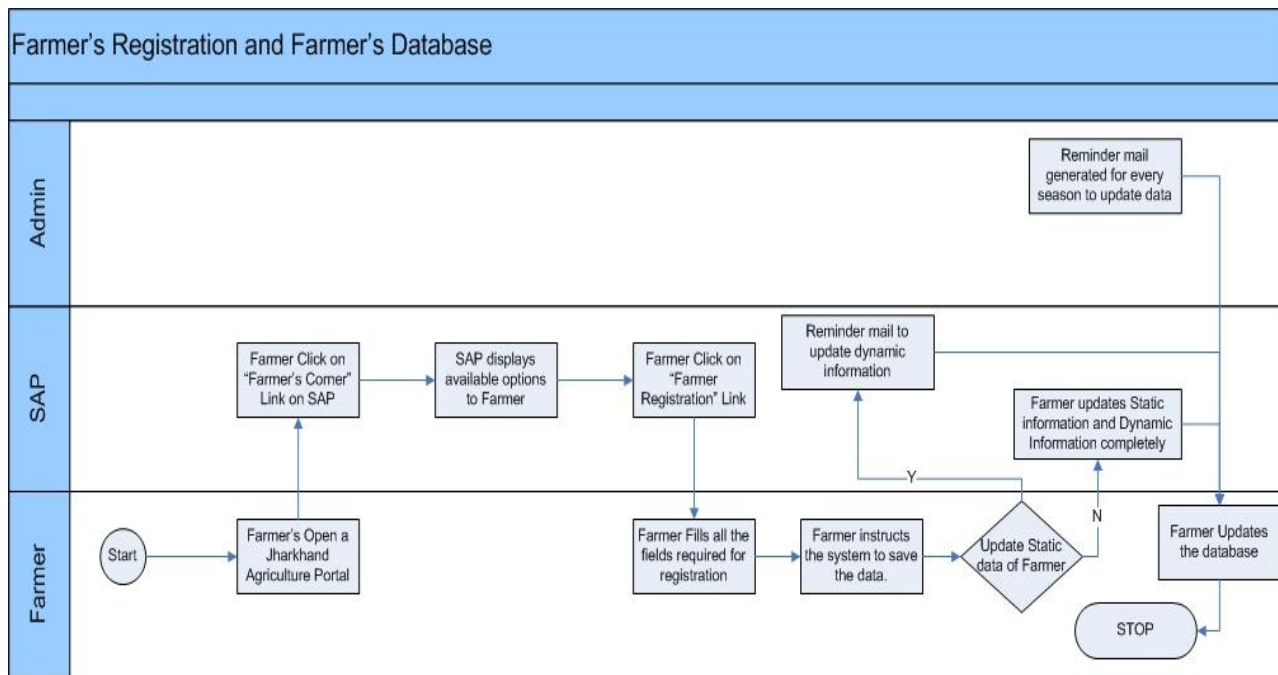 Farmer's Registration and Farmer's Database
Admin
Reminder mail
generated for every
season to update data
SAP
Farmer Click on
“Farmer’s Corner”
Link on SAP
SAP displays
available options
to Farmer
Farmer Click on
“Farmer
Registration” Link
Reminder mail to
update dynamic
information
Farmer updates Static
information and Dynamic
Information completely
Y
N
Farmer
Start
Farmer’s Open a
Jharkhand
Agriculture Portal
Farmer Fills all the
fields required for
registration
Farmer instructs
the system to save
the data.
Update Static
data of Farmer
Farmer Updates
the database
STOP